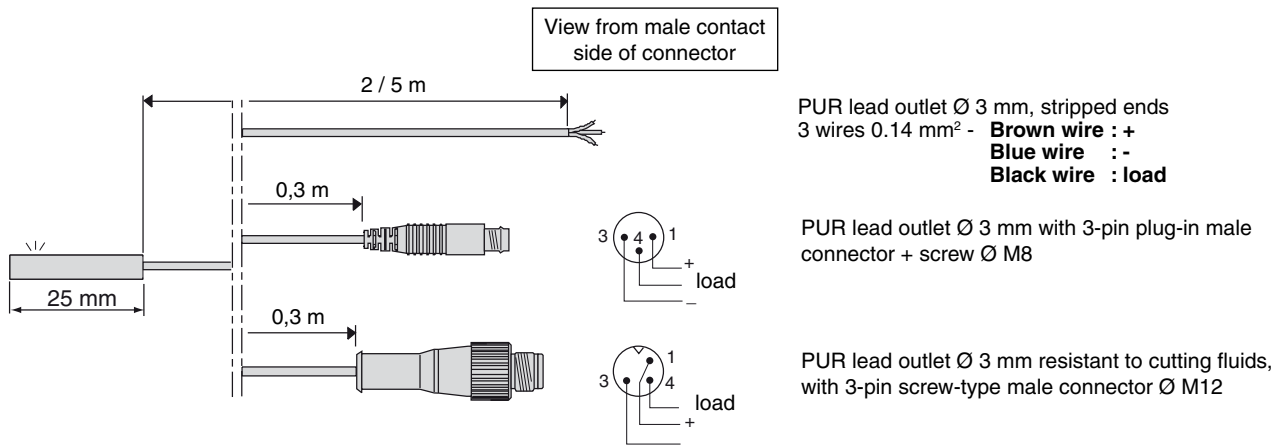 View from male contact
side of connector
2 / 5 m
PUR lead outlet Ø 3 mm, stripped ends
3 wires 0.14 mm² - Brown wire : +
Blue wire : -
Black wire : load
0,3 m
3 4 1
+
load
–
PUR lead outlet Ø 3 mm with 3-pin plug-in male
connector + screw Ø M8
25 mm
0,3 m
1
3 4
load
+
PUR lead outlet Ø 3 mm resistant to cutting fluids,
with 3-pin screw-type male connector Ø M12